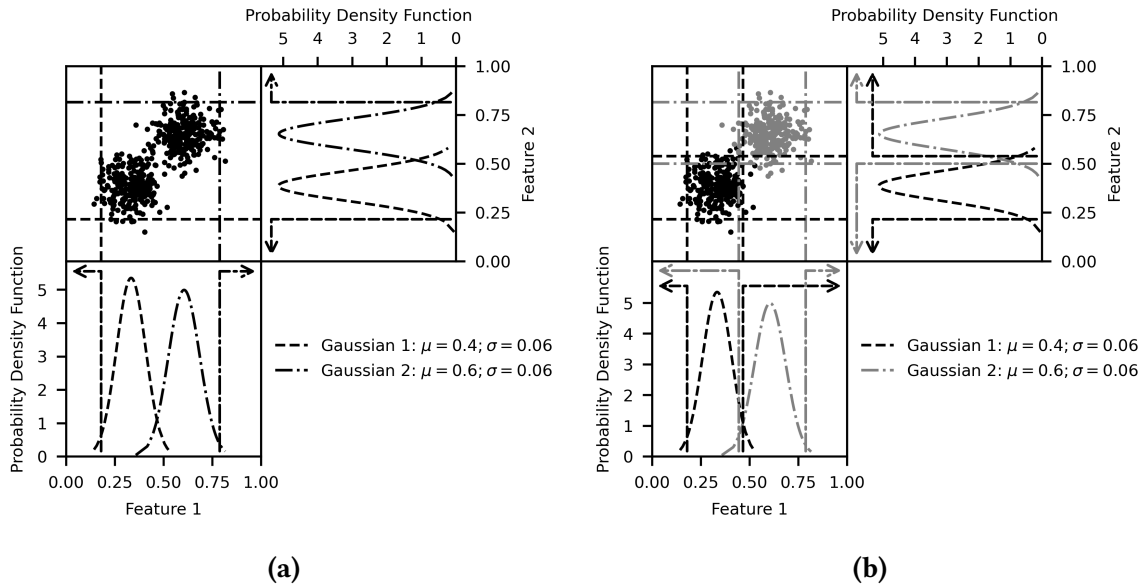 Probability Density Function
5 4 3 2 1 0
1.00
0.75
0.50
0.25
0.00
Feature 2
Probability Density Function
5
4
3
2
1
0
0.00 0.25 0.50 0.75 1.00
Feature 1
Gaussian 1: μ = 0.4; σ = 0.06
Gaussian 2: μ = 0.6; σ = 0.06
(a)
Probability Density Function
5 4 3 2 1 0
1.00
0.75
0.50
0.25
0.00
Feature 2
Probability Density Function
5
4
3
2
1
0
0.00 0.25 0.50 0.75 1.00
Feature 1
Gaussian 1: μ = 0.4; σ = 0.06
Gaussian 2: μ = 0.6; σ = 0.06
(b)